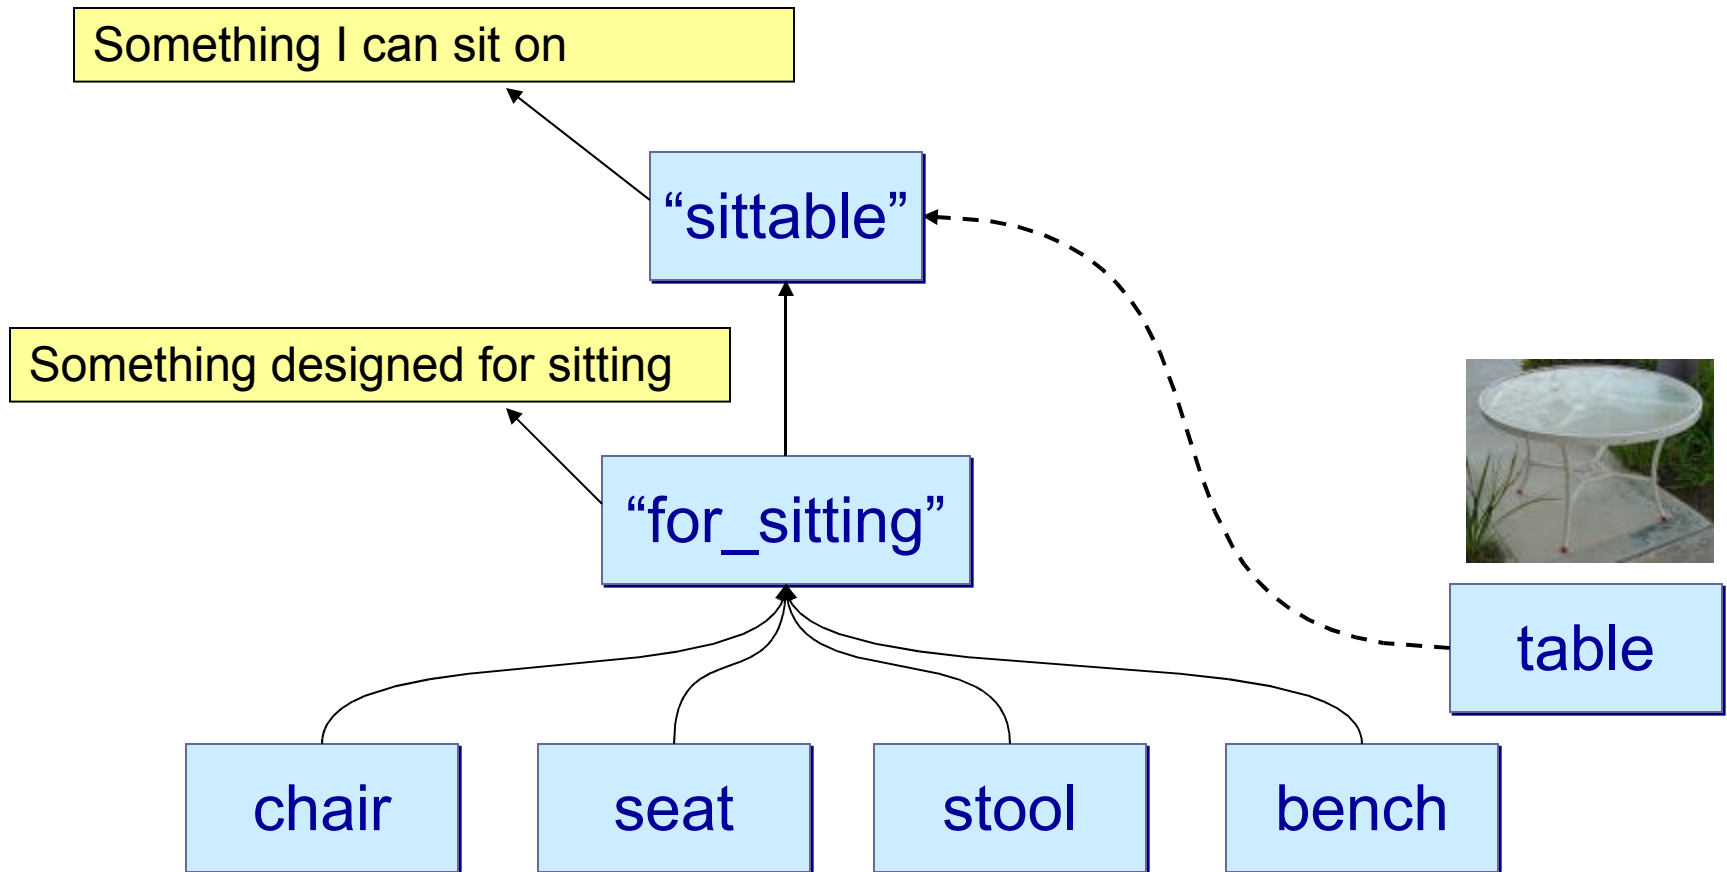 Something I can sit on
“sittable”
Something designed for sitting
“for_sitting”
table
chair
seat
stool
bench